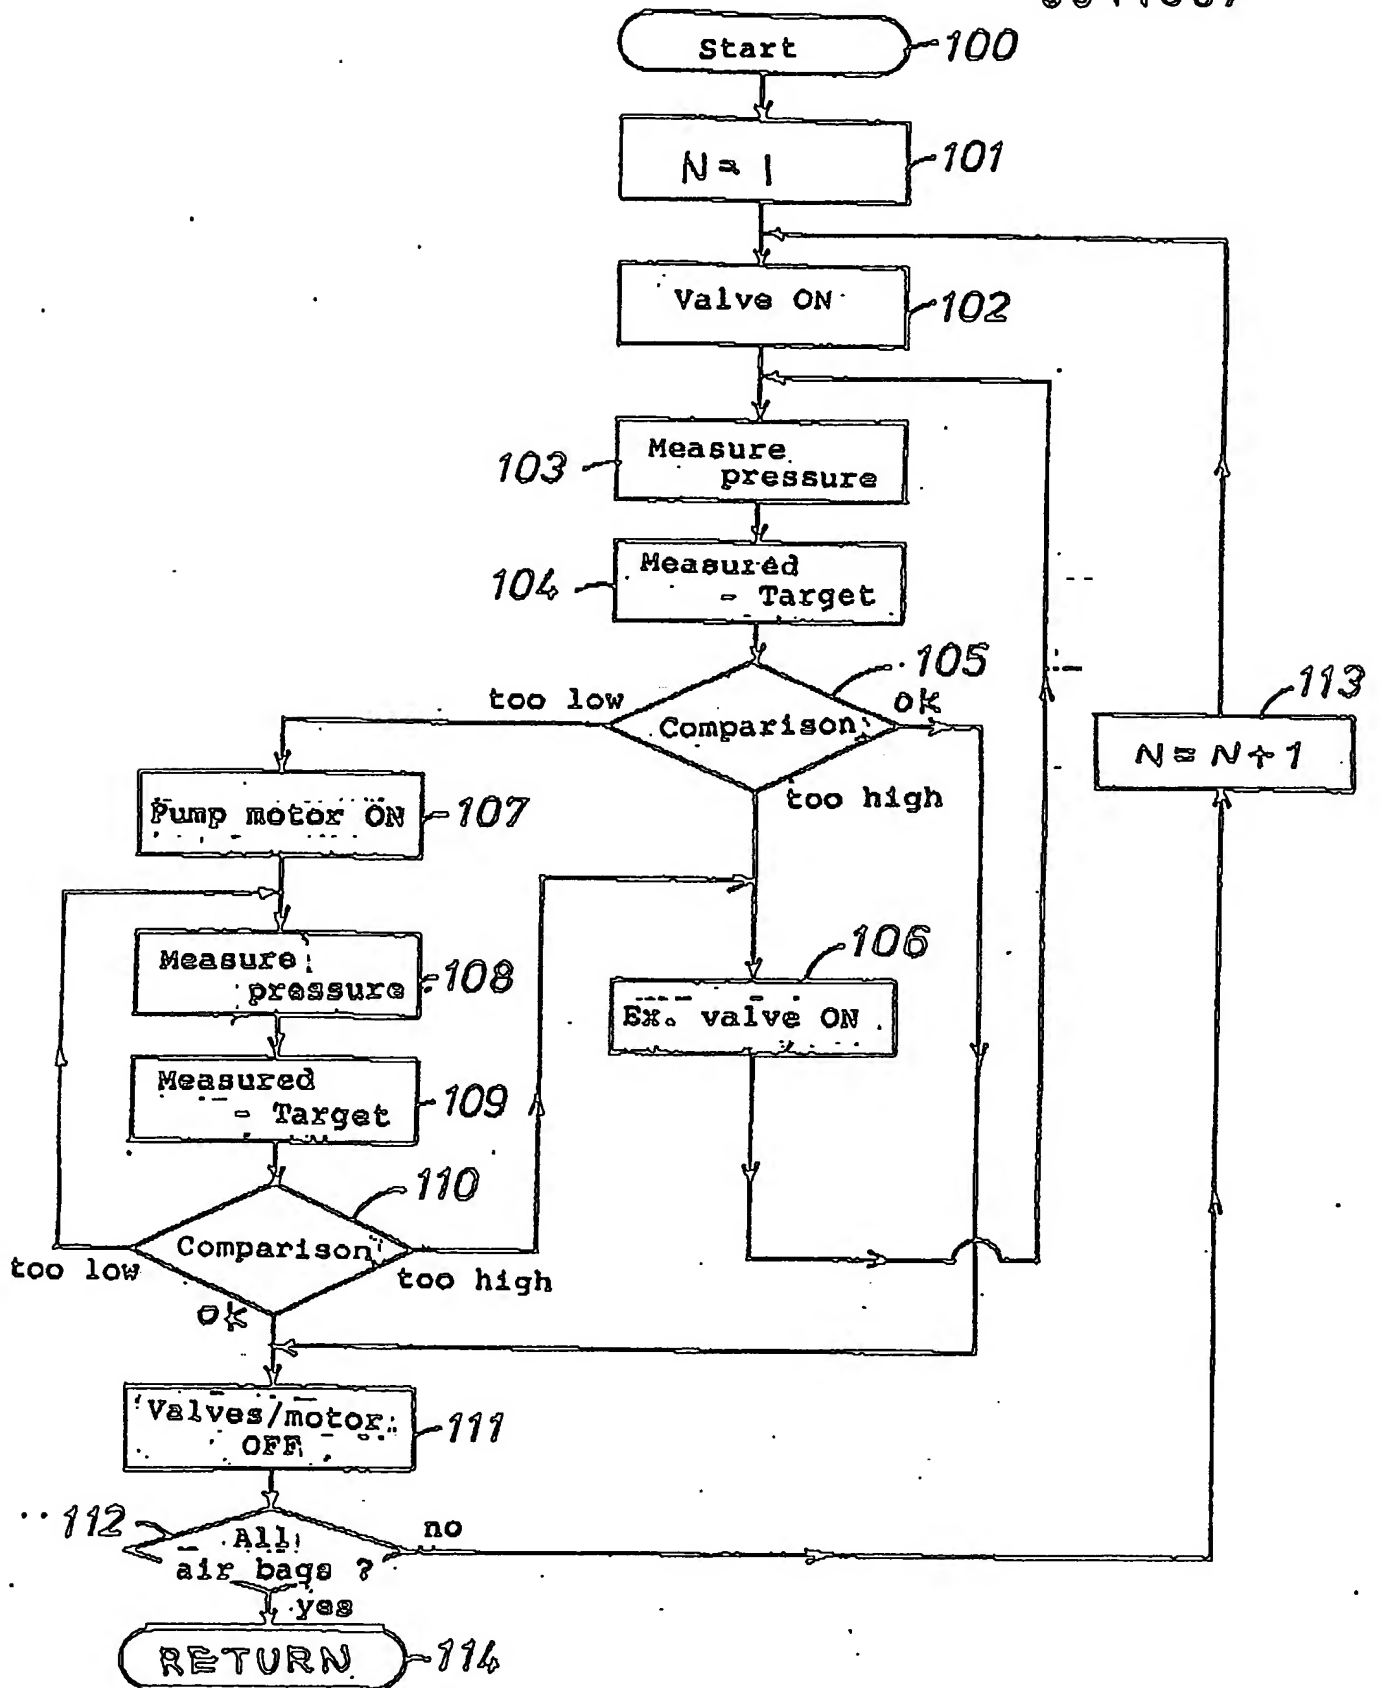 Start
100
N = 1
101
Valve ON
102
Measure
pressure
103
Measured
- Target
104
105
too low
ok
Comparison
too high
113
N = N + 1
Pump motor ON
107
106
Measure
pressure
108
Ex. valve ON
Measured
- Target
109
110
Comparison
too low
too high
ok
Valves/motor
OFF
111
112
All
air bags ?
no
yes
RETURN
114